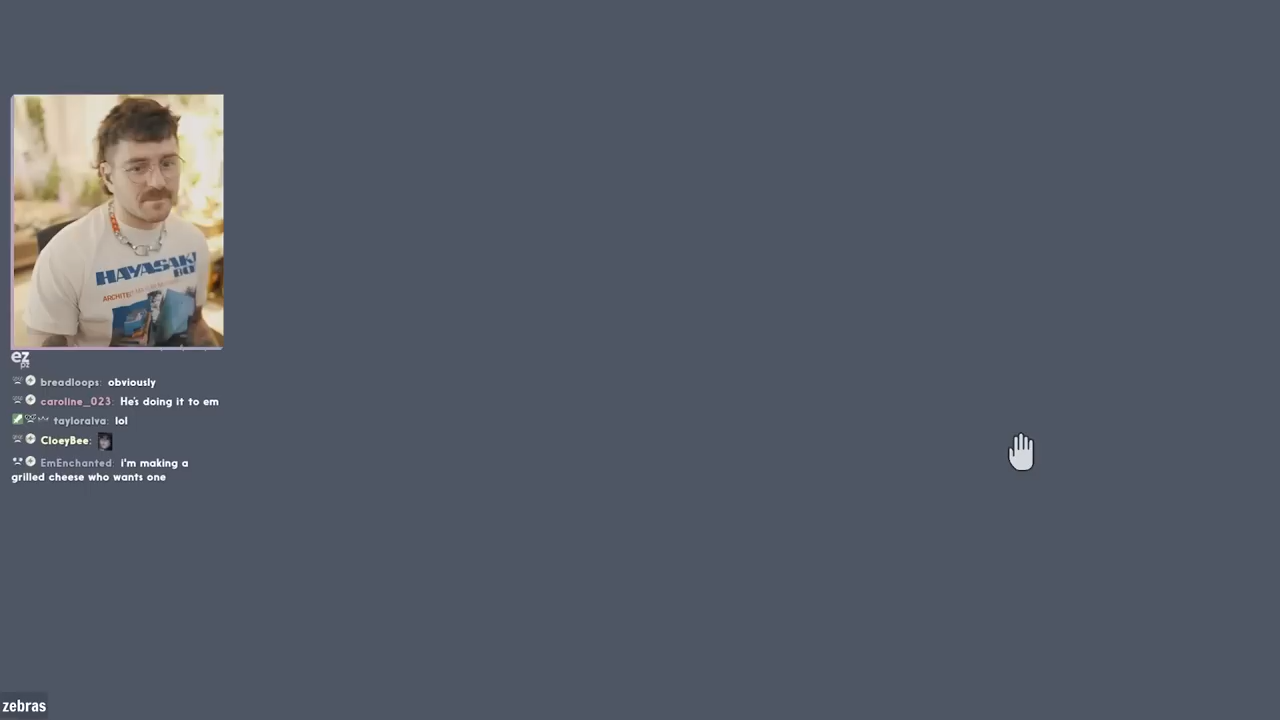 HAYASAKI
ez
pz
breadloops: obviously
caroline_023: He's doing it to em
tayloralva: lol
CloeyBee:
EmEnchanted: i'm making a
grilled cheese who wants one
zebras